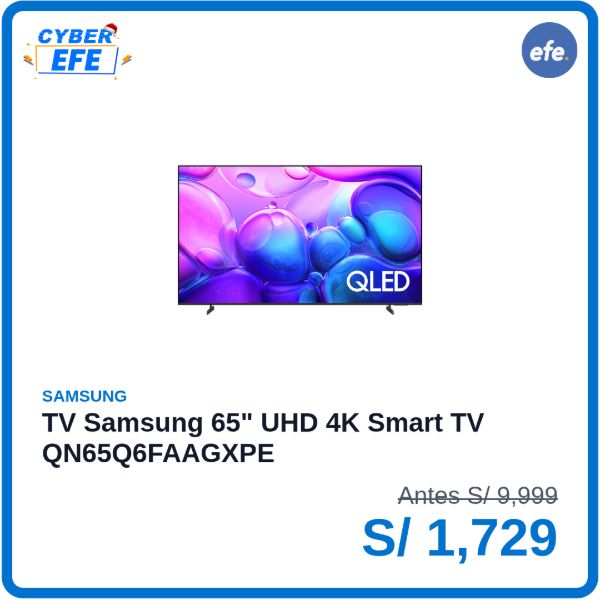 CYBER
EFE
efe.
QLED
SAMSUNG
TV Samsung 65" UHD 4K Smart TV
QN65Q6FAAGXPE
Antes S/ 9,999
S/ 1,729